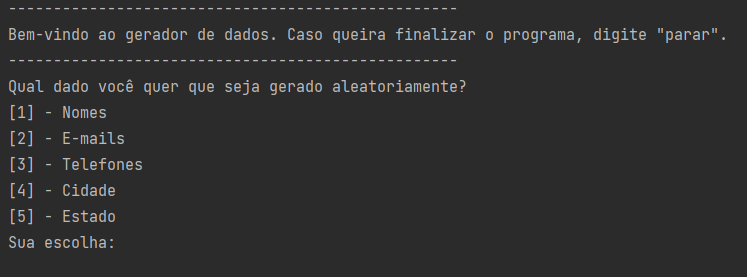 --------------------------------------------------
Bem-vindo ao gerador de dados. Caso queira finalizar o programa, digite "parar".
--------------------------------------------------
Qual dado você quer que seja gerado aleatoriamente?
[1] - Nomes
[2] - E-mails
[3] - Telefones
[4] - Cidade
[5] - Estado
Sua escolha: